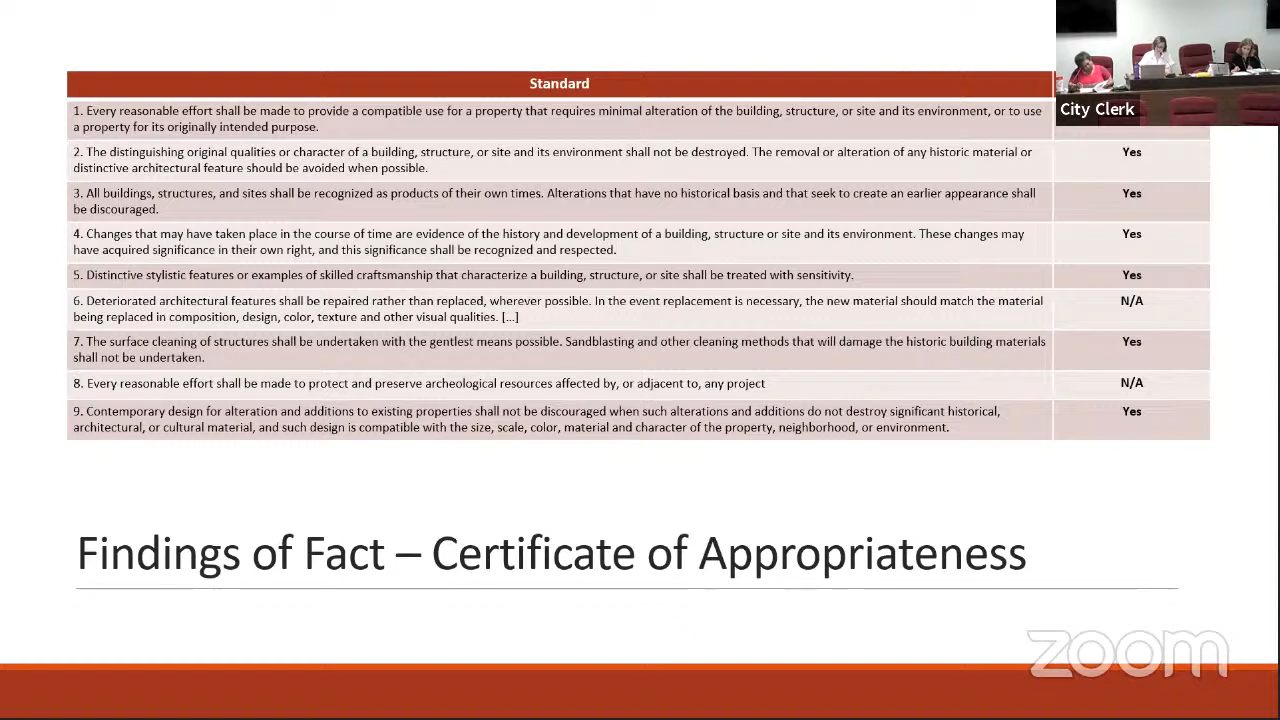 Standard
1. Every reasonable effort shall be made to provide a compatible use for a property that requires minimal alteration of the building, structure, or site and its environment, or to use
a property for its originally intended purpose.
City Clerk
2. The distinguishing original qualities or character of a building, structure, or site and its environment shall not be destroyed. The removal or alteration of any historic material or
distinctive architectural feature should be avoided when possible.
Yes
3. All buildings, structures, and sites shall be recognized as products of their own times. Alterations that have no historical basis and that seek to create an earlier appearance shall
be discouraged.
Yes
4. Changes that may have taken place in the course of time are evidence of the history and development of a building, structure or site and its environment. These changes may
have acquired significance in their own right, and this significance shall be recognized and respected.
Yes
5. Distinctive stylistic features or examples of skilled craftsmanship that characterize a building, structure, or site shall be treated with sensitivity.
Yes
6. Deteriorated architectural features shall be repaired rather than replaced, wherever possible. In the event replacement is necessary, the new material should match the material
being replaced in composition, design, color, texture and other visual qualities. […]
N/A
7. The surface cleaning of structures shall be undertaken with the gentlest means possible. Sandblasting and other cleaning methods that will damage the historic building materials
shall not be undertaken.
Yes
8. Every reasonable effort shall be made to protect and preserve archeological resources affected by, or adjacent to, any project
N/A
9. Contemporary design for alteration and additions to existing properties shall not be discouraged when such alterations and additions do not destroy significant historical,
architectural, or cultural material, and such design is compatible with the size, scale, color, material and character of the property, neighborhood, or environment.
Yes
Findings of Fact – Certificate of Appropriateness
zoom